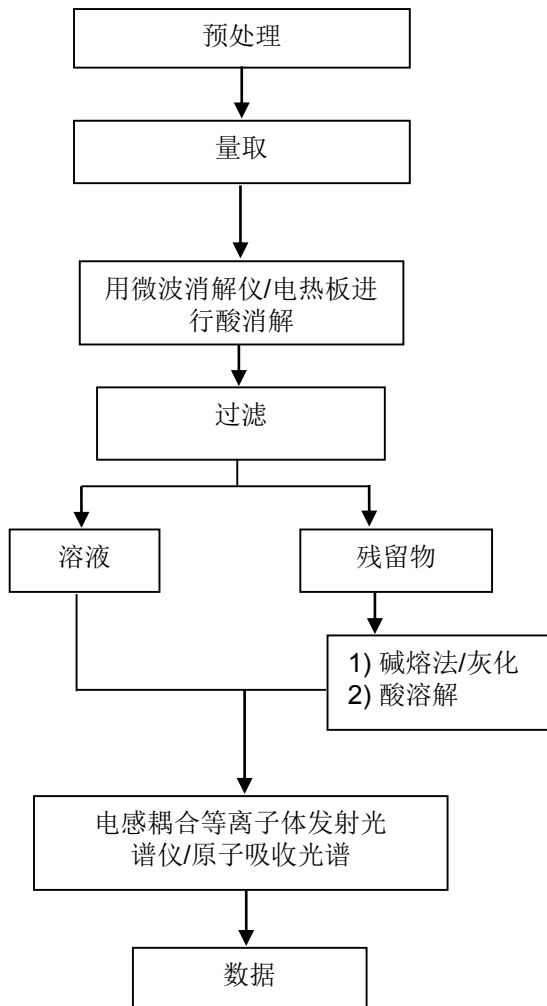 预处理
量取
用微波消解仪/电热板进
行酸消解
过滤
溶液
残留物
1) 碱熔法/灰化
2) 酸溶解
电感耦合等离子体发射光
谱仪/原子吸收光谱
数据